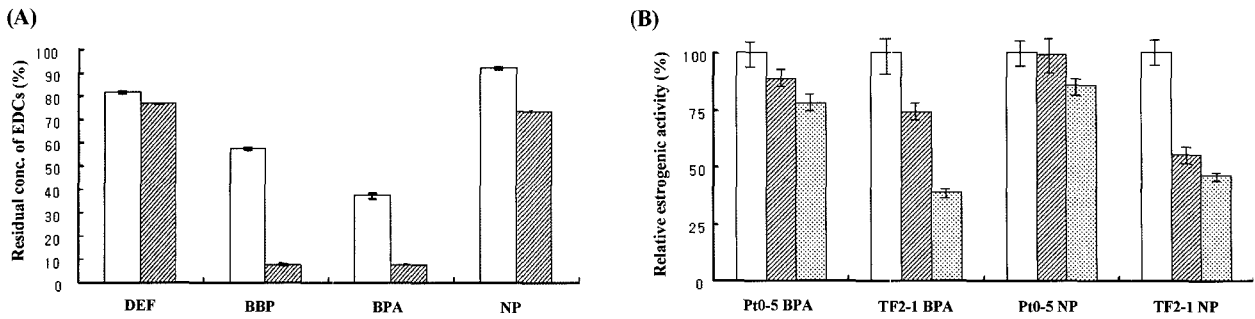 (A)
Residual conc. of EDCs (%)
100
90
80
70
60
50
40
30
20
10
0
DEF BBP BPA NP
(B)
Relative estrogenic activity (%)
100
75
50
25
0
Pt0-5 BPA TF2-1 BPA Pt0-5 NP TF2-1 NP